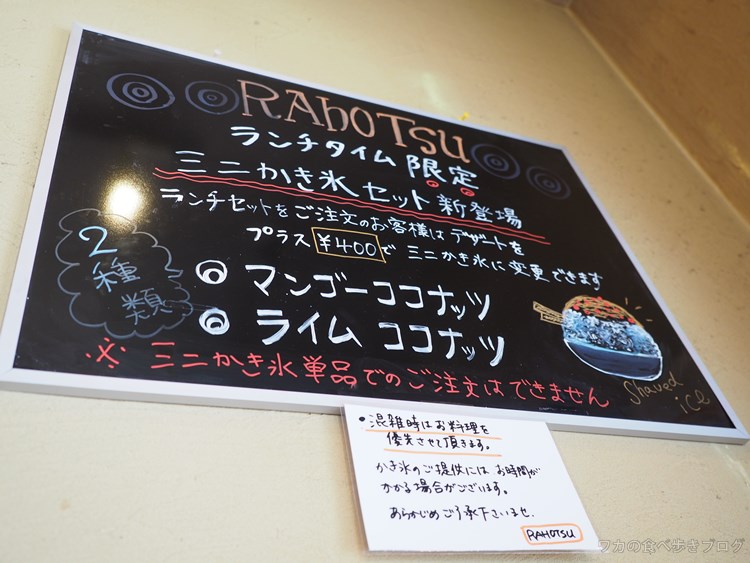 RAhOTSU
ランチタイム限定
ミニかき氷セット新登場
ランチセットをご注文のお客様はデザートを
プラス¥400でミニかき氷に変更できます
2種類
マンゴーココナッツ
ライムココナッツ
※ミニかき氷単品でのご注文はできません
Shaved
ice
・混雑時はお料理を
優先させて頂きます。
かき氷のご提供にはお時間が
かかる場合がございます。
あらかじめご了承下さいませ.
RAHOTSU
フカの食べ歩きブログ